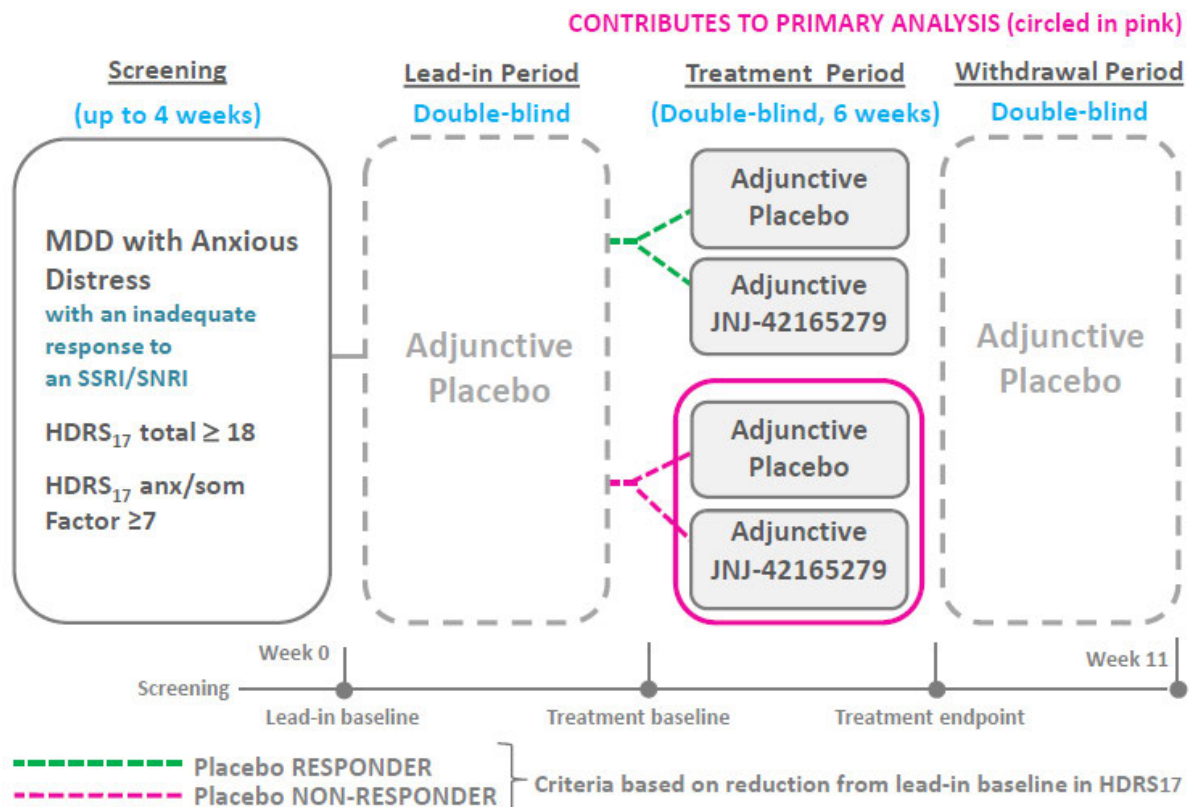 CONTRIBUTES TO PRIMARY ANALYSIS (circled in pink)
Screening
(up to 4 weeks)
Lead-in Period
Double-blind
Treatment Period
(Double-blind, 6 weeks)
Withdrawal Period
Double-blind
MDD with Anxious
Distress
with an inadequate
response to
an SSRI/SNRI
HDRS17 total ≥ 18
HDRS17 anx/som
Factor ≥7
Adjunctive
Placebo
Adjunctive
Placebo
Adjunctive
JNJ-42165279
Adjunctive
Placebo
Adjunctive
JNJ-42165279
Adjunctive
Placebo
Week 0
Week 11
Screening
Lead-in baseline
Treatment baseline
Treatment endpoint
Placebo RESPONDER
Placebo NON-RESPONDER
Criteria based on reduction from lead-in baseline in HDRS17